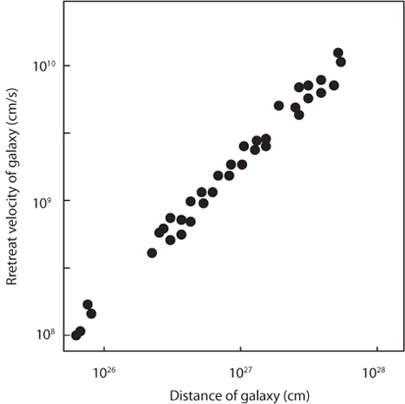 10¹⁰
10⁹
10⁸
Rretreat velocity of galaxy (cm/s)
10²⁶ 10²⁷ 10²⁸
Distance of galaxy (cm)